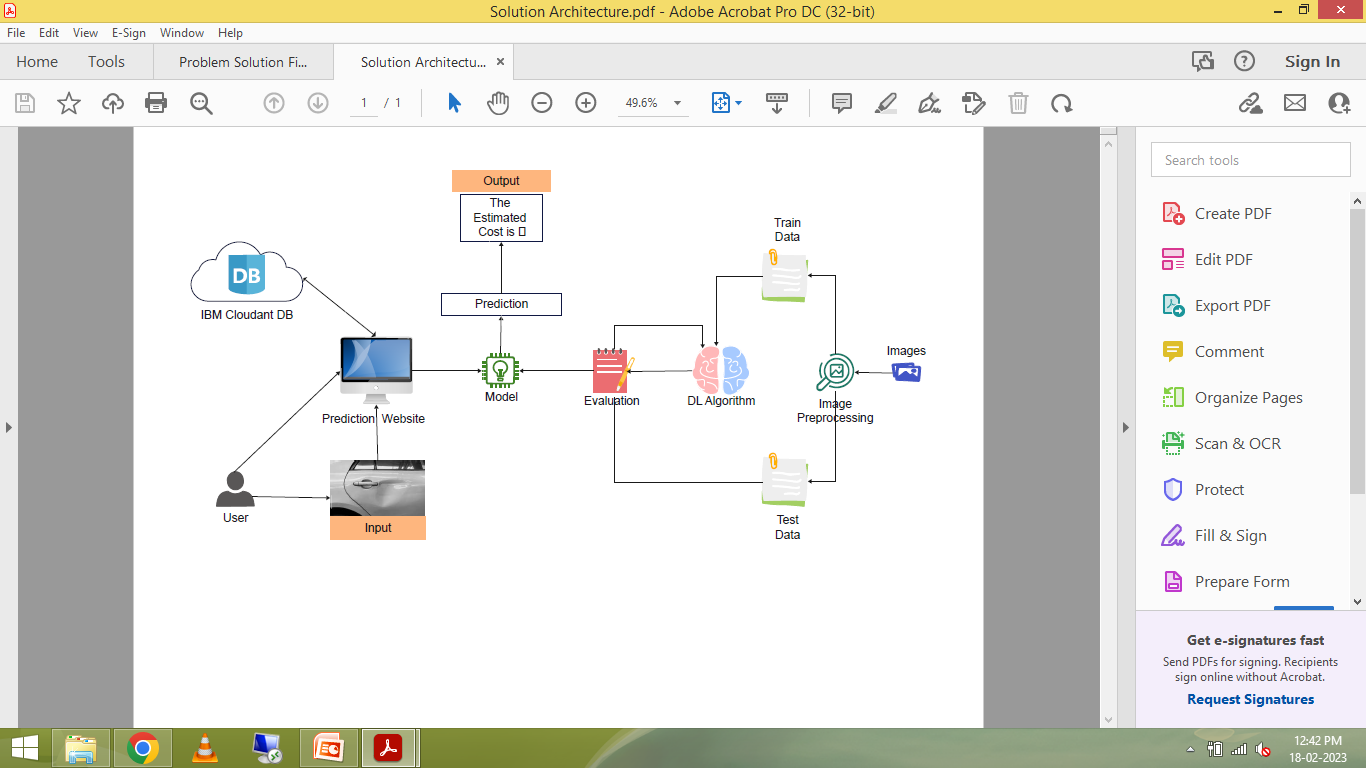 Solution Architecture.pdf - Adobe Acrobat Pro DC (32-bit)
File Edit View E-Sign Window Help
Home Tools Problem Solution Fi... Solution Architectu... × Sign In
1 / 1 49.6%
Search tools
Create PDF
Edit PDF
Export PDF
Comment
Organize Pages
Scan & OCR
Protect
Fill & Sign
Prepare Form
Get e-signatures fast
Send PDFs for signing. Recipients
sign online without Acrobat.
Request Signatures
Output
The
Estimated
Cost is
Prediction
Train
Data
DB
IBM Cloudant DB
Images
Model
Evaluation
DL Algorithm
Image
Preprocessing
Prediction Website
User
Input
Test
Data
12:42 PM
18-02-2023